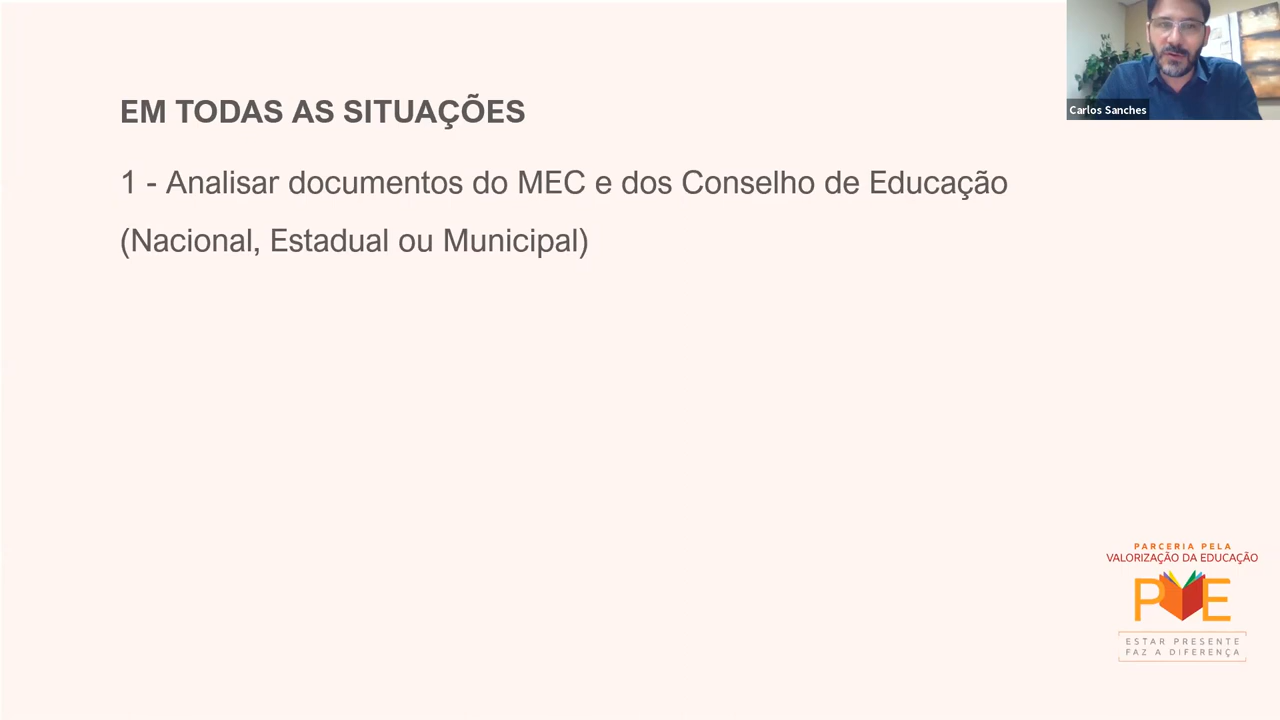 EM TODAS AS SITUAÇÕES
1 - Analisar documentos do MEC e dos Conselho de Educação
(Nacional, Estadual ou Municipal)
Carlos Sanches
PARCERIA PELA
VALORIZAÇÃO DA EDUCAÇÃO
PVE
ESTAR PRESENTE
FAZ A DIFERENÇA